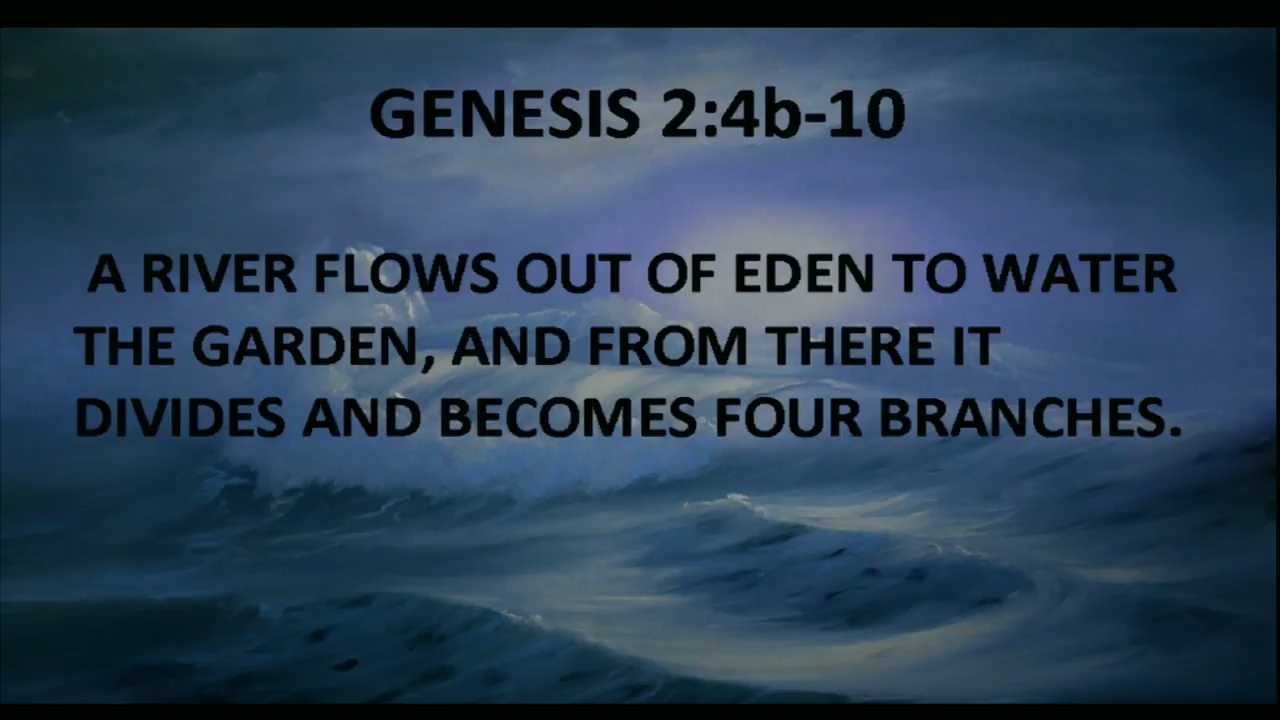 GENESIS 2:4b-10
A RIVER FLOWS OUT OF EDEN TO WATER
THE GARDEN, AND FROM THERE IT
DIVIDES AND BECOMES FOUR BRANCHES.